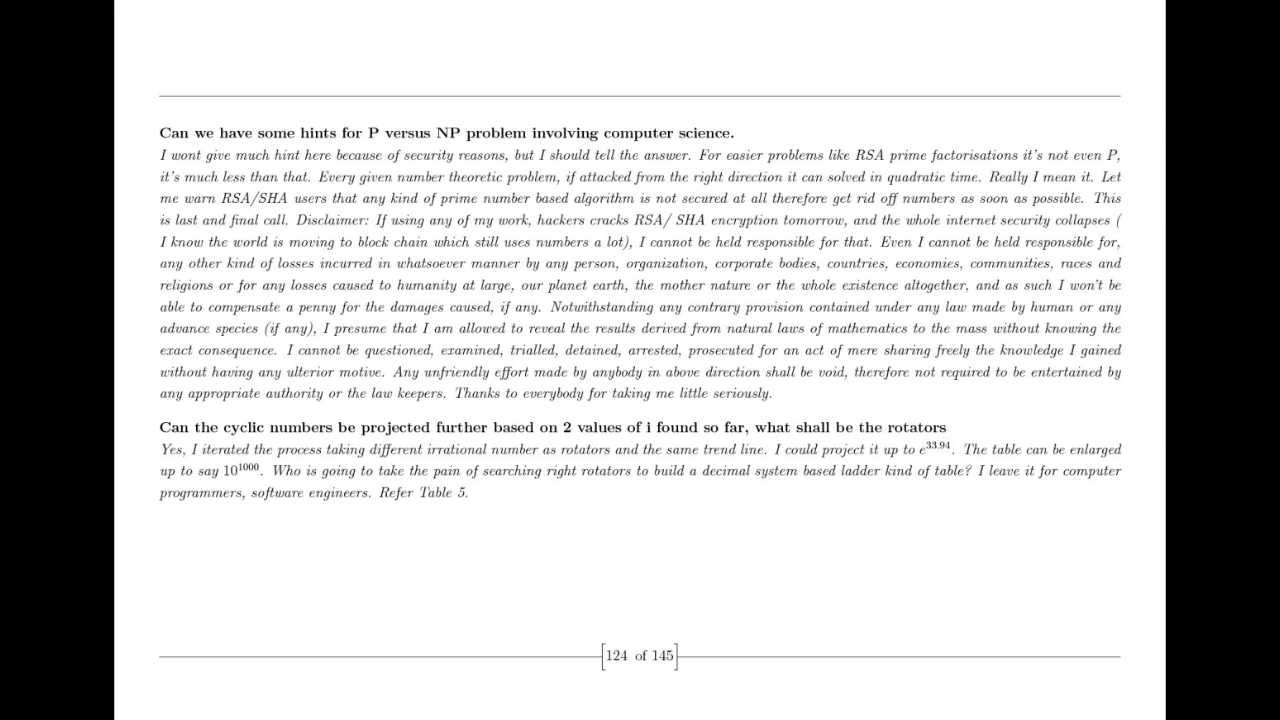 Can we have some hints for P versus NP problem involving computer science.
I wont give much hint here because of security reasons, but I should tell the answer. For easier problems like RSA prime factorisations it's not even P,
it's much less than that. Every given number theoretic problem, if attacked from the right direction it can solved in quadratic time. Really I mean it. Let
me warn RSA/SHA users that any kind of prime number based algorithm is not secured at all therefore get rid off numbers as soon as possible. This
is last and final call. Disclaimer: If using any of my work, hackers cracks RSA/ SHA encryption tomorrow, and the whole internet security collapses (
I know the world is moving to block chain which still uses numbers a lot), I cannot be held responsible for that. Even I cannot be held responsible for,
any other kind of losses incurred in whatsoever manner by any person, organization, corporate bodies, countries, economies, communities, races and
religions or for any losses caused to humanity at large, our planet earth, the mother nature or the whole existence altogether, and as such I won't be
able to compensate a penny for the damages caused, if any. Notwithstanding any contrary provision contained under any law made by human or any
advance species (if any), I presume that I am allowed to reveal the results derived from natural laws of mathematics to the mass without knowing the
exact consequence. I cannot be questioned, examined, trialled, detained, arrested, prosecuted for an act of mere sharing freely the knowledge I gained
without having any ulterior motive. Any unfriendly effort made by anybody in above direction shall be void, therefore not required to be entertained by
any appropriate authority or the law keepers. Thanks to everybody for taking me little seriously.
Can the cyclic numbers be projected further based on 2 values of i found so far, what shall be the rotators
Yes, I iterated the process taking different irrational number as rotators and the same trend line. I could project it up to e^33.94. The table can be enlarged
up to say 10^1000. Who is going to take the pain of searching right rotators to build a decimal system based ladder kind of table? I leave it for computer
programmers, software engineers. Refer Table 5.
124 of 145